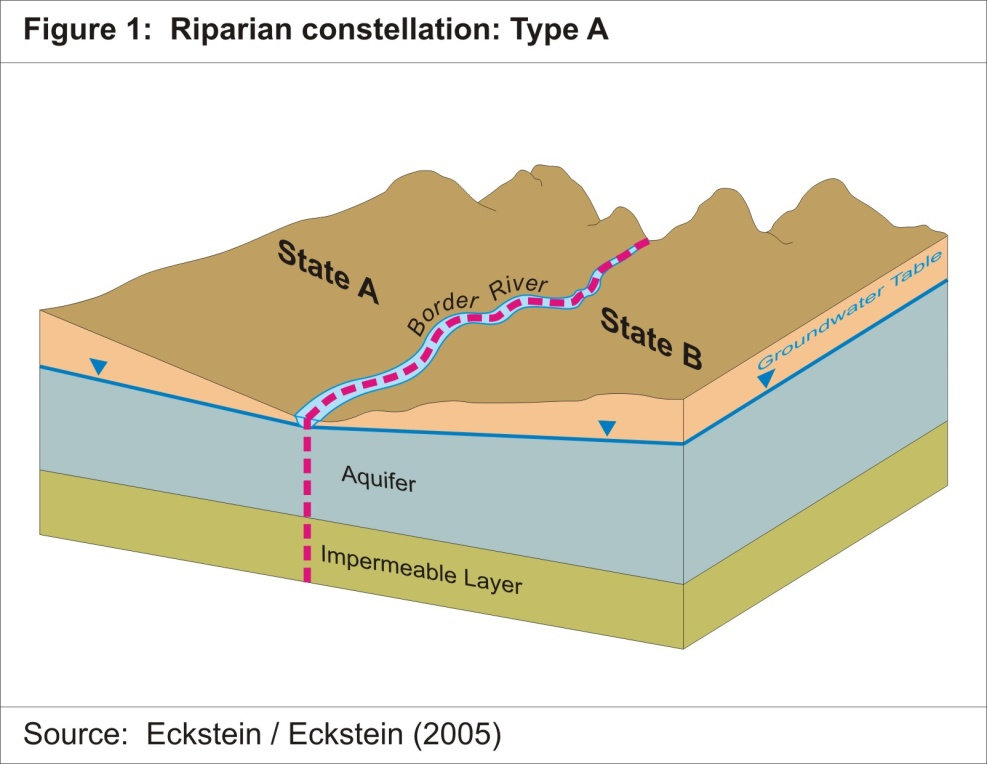 Figure 1: Riparian constellation: Type A
State A
Border River
State B
Groundwater Table
Aquifer
Impermeable Layer
Source: Eckstein / Eckstein (2005)